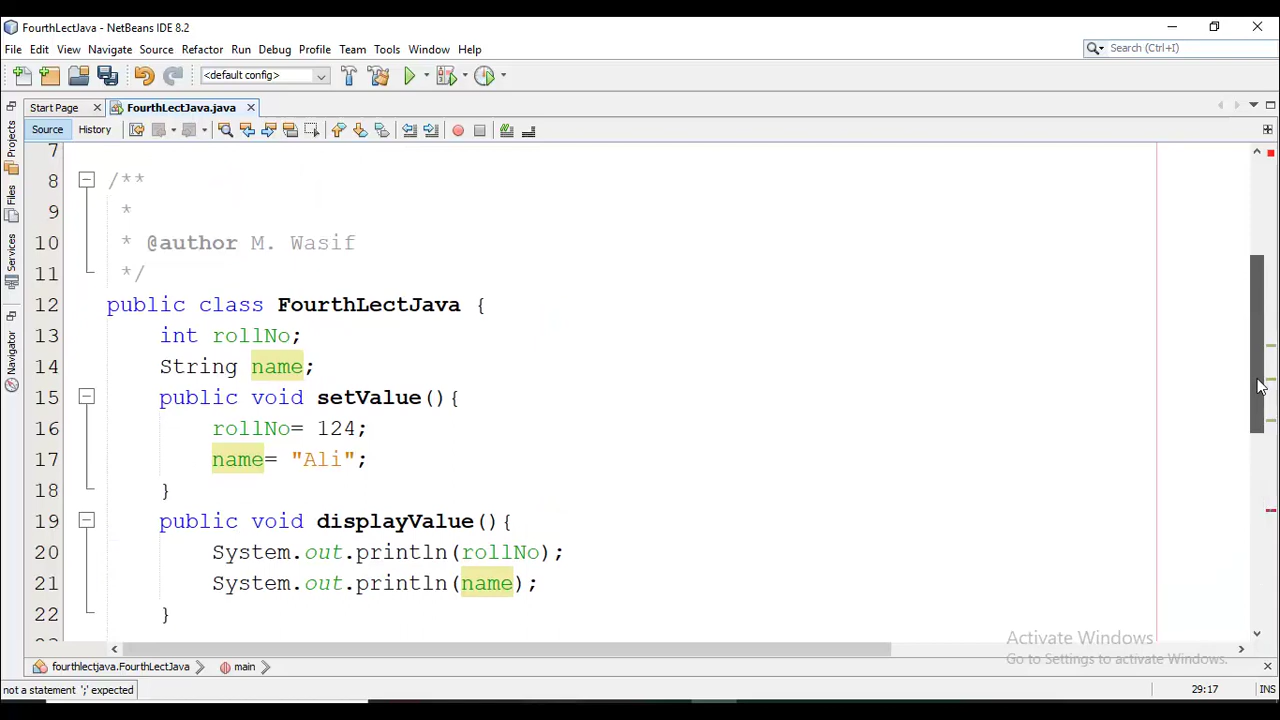 FourthLectJava - NetBeans IDE 8.2
File Edit View Navigate Source Refactor Run Debug Profile Team Tools Window Help
Search (Ctrl+I)
<default config>
Start Page
FourthLectJava.java
Source History
Projects
Files
Services
Navigator
7
8 /**
9 *
10 * @author M. Wasif
11 */
12 public class FourthLectJava {
13 int rollNo;
14 String name;
15 public void setValue(){
16 rollNo= 124;
17 name= "Ali";
18 }
19 public void displayValue(){
20 System.out.println(rollNo);
21 System.out.println(name);
22 }
Activate Windows
Go to Settings to activate Windows.
fourthlectjava.FourthLectJava main
not a statement ';' expected
29:17 INS